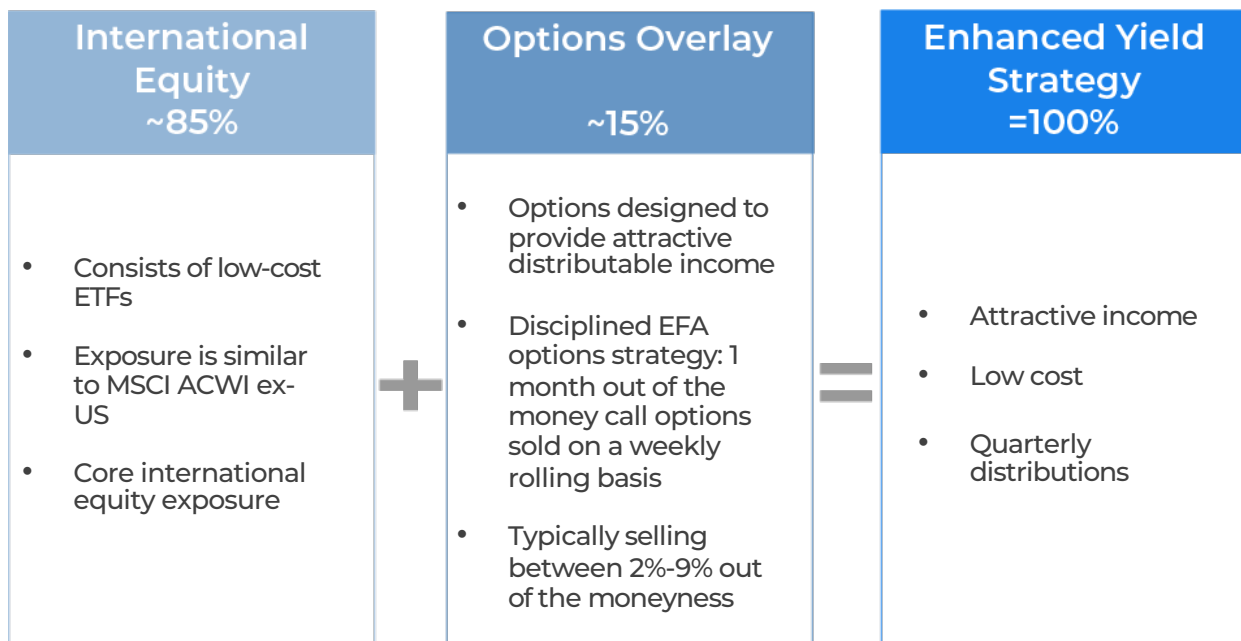 International
Equity
~85%
• Consists of low-cost
ETFs
• Exposure is similar
to MSCI ACWI ex-
US
• Core international
equity exposure
+
Options Overlay
~15%
• Options designed to
provide attractive
distributable income
• Disciplined EFA
options strategy: 1
month out of the
money call options
sold on a weekly
rolling basis
• Typically selling
between 2%-9% out
of the moneyness
=
Enhanced Yield
Strategy
=100%
• Attractive income
• Low cost
• Quarterly
distributions